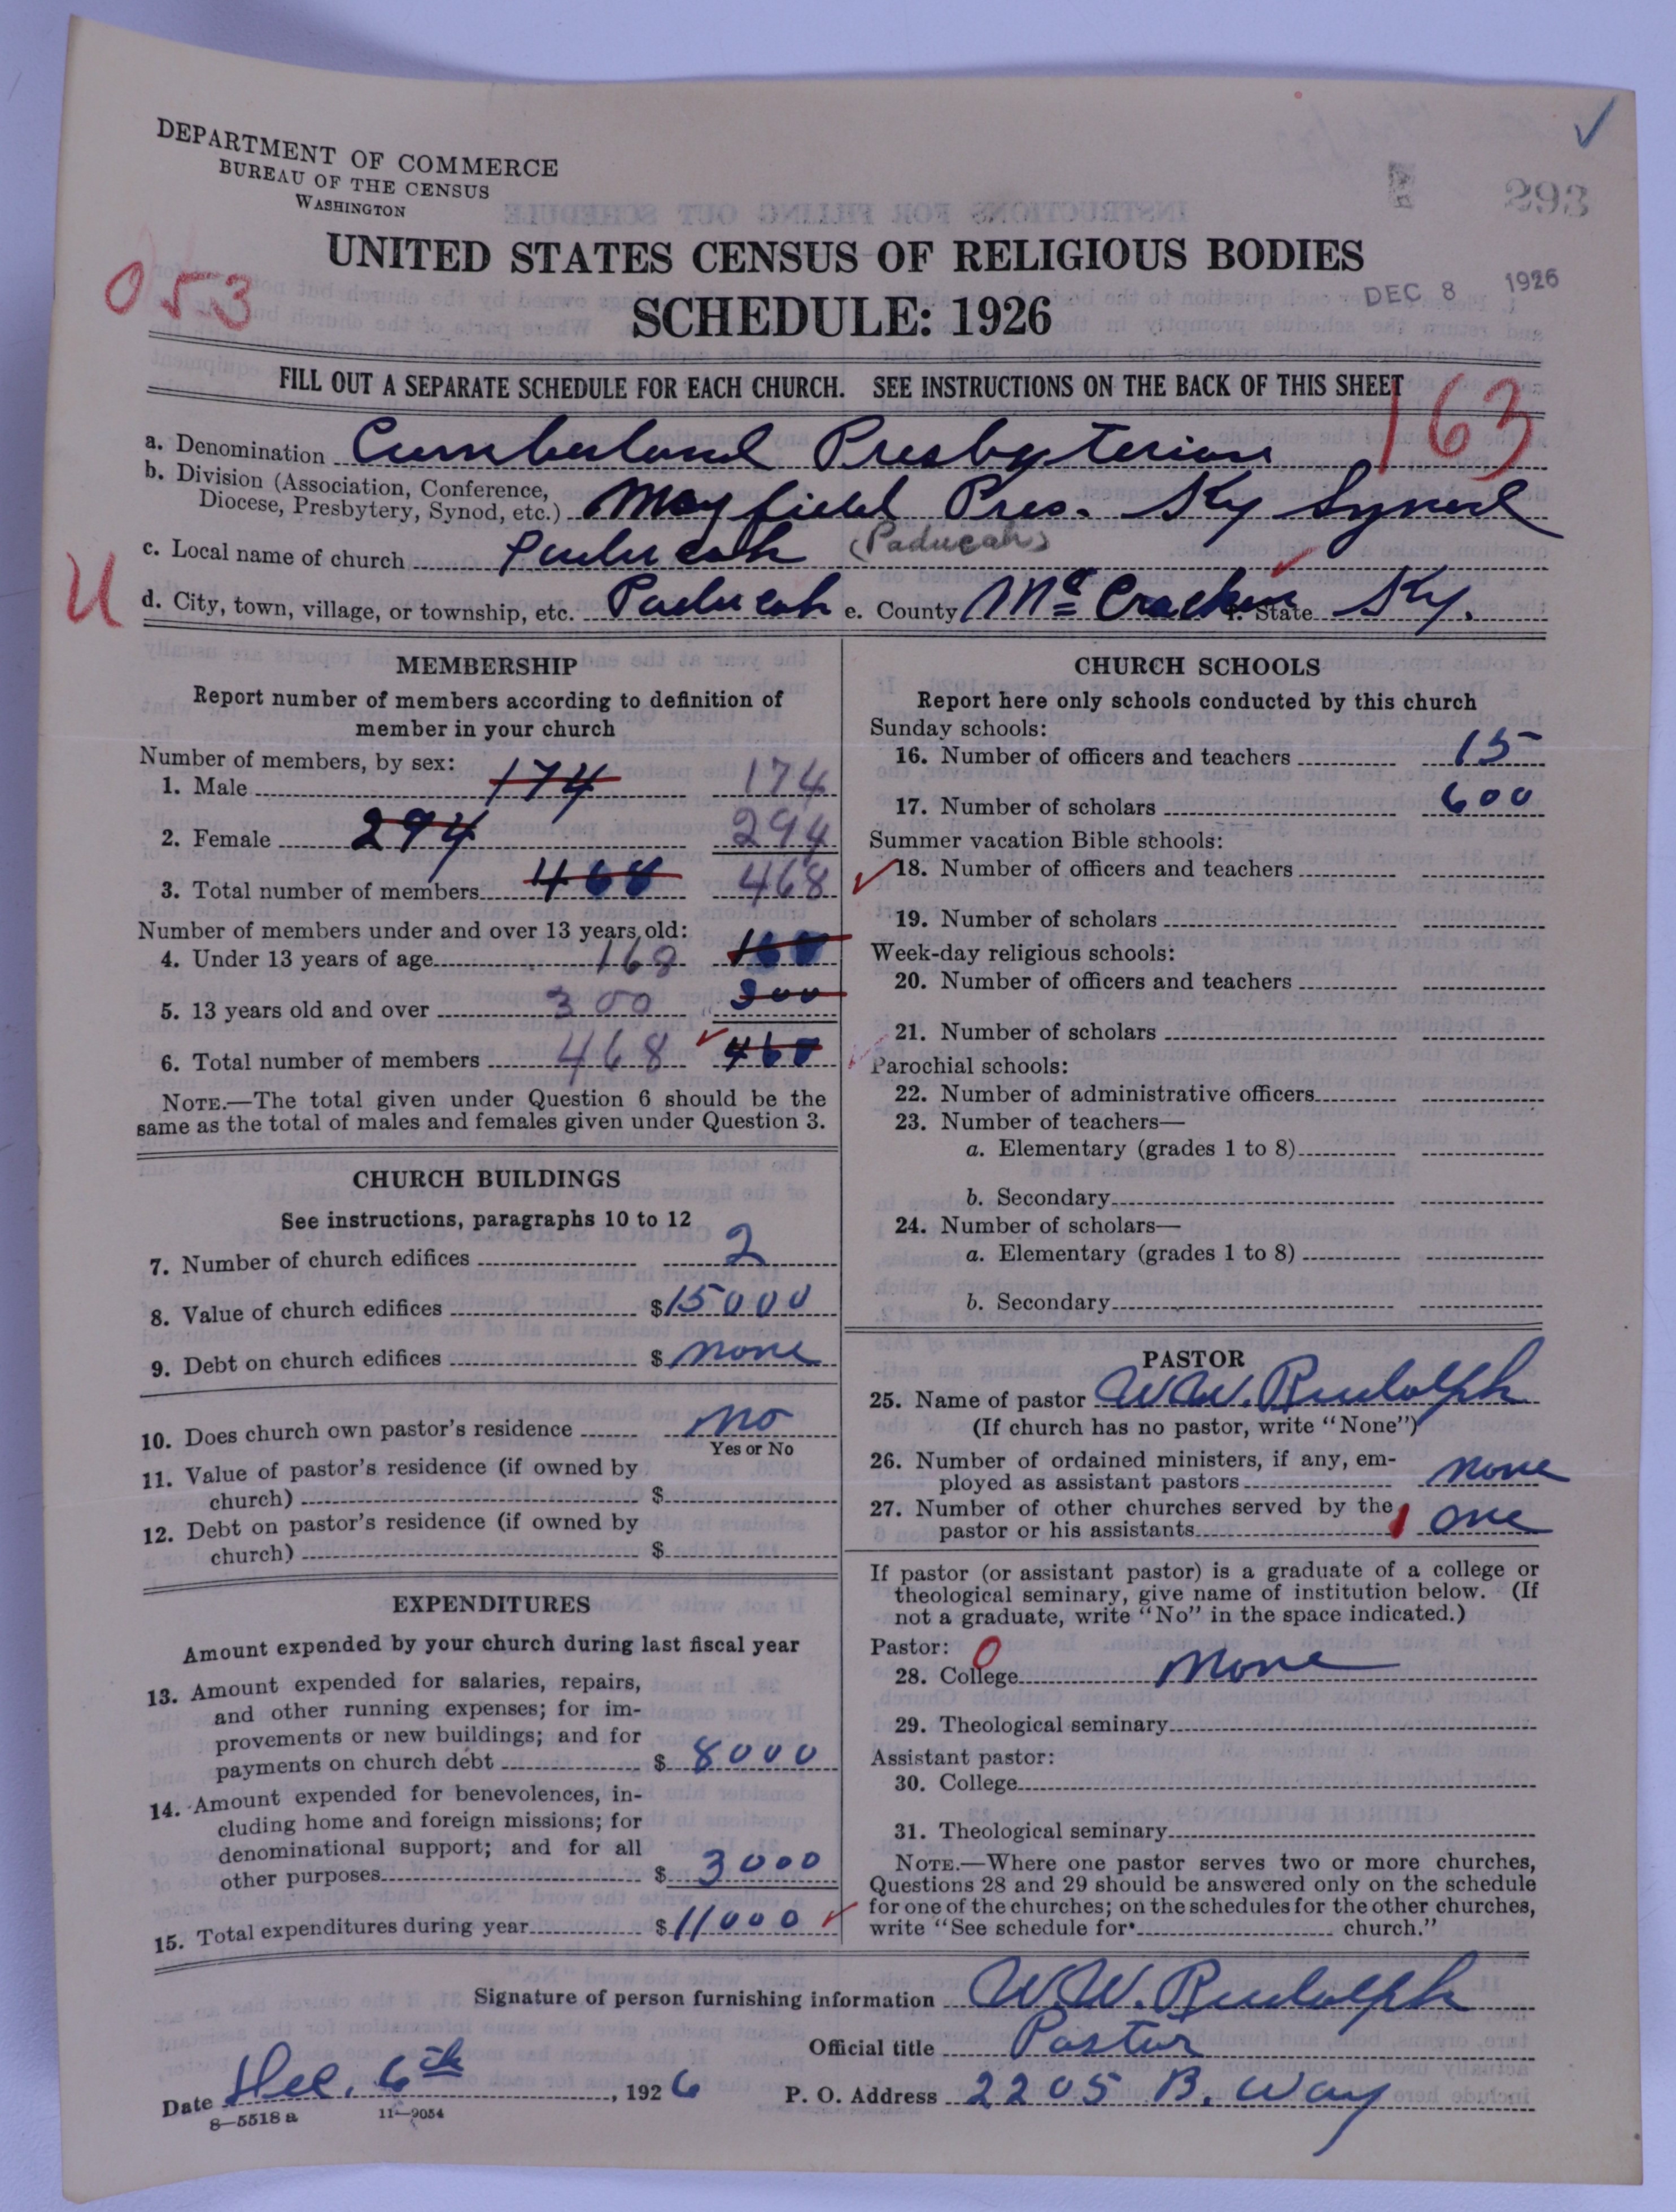 DEPARTMENT OF COMMERCE
BUREAU OF THE CENSUS
WASHINGTON
293
UNITED STATES CENSUS OF RELIGIOUS BODIES
053
DEC 8 1926
SCHEDULE: 1926
FILL OUT A SEPARATE SCHEDULE FOR EACH CHURCH. SEE INSTRUCTIONS ON THE BACK OF THIS SHEET
163
a. Denomination Cumberland Presbyterian
b. Division (Association, Conference,
Diocese, Presbytery, Synod, etc.) Mayfield Pres. Ky Synod
c. Local name of church Paducah (Paducah)
U
d. City, town, village, or township, etc. Paducah e. County McCracken f. State Ky.
MEMBERSHIP
Report number of members according to definition of
member in your church
Number of members, by sex:
1. Male 174 174
2. Female 294 294
3. Total number of members 468 468
Number of members under and over 13 years old:
4. Under 13 years of age 168 168
5. 13 years old and over 300 300
6. Total number of members 468 468
NOTE.—The total given under Question 6 should be the
same as the total of males and females given under Question 3.
CHURCH BUILDINGS
See instructions, paragraphs 10 to 12
7. Number of church edifices 2
8. Value of church edifices $15000
9. Debt on church edifices $ none
10. Does church own pastor's residence no
Yes or No
11. Value of pastor's residence (if owned by
church) $
12. Debt on pastor's residence (if owned by
church) $
EXPENDITURES
Amount expended by your church during last fiscal year
13. Amount expended for salaries, repairs,
and other running expenses; for im-
provements or new buildings; and for
payments on church debt $ 8000
14. Amount expended for benevolences, in-
cluding home and foreign missions; for
denominational support; and for all
other purposes $ 3000
15. Total expenditures during year $11000
CHURCH SCHOOLS
Report here only schools conducted by this church
Sunday schools:
16. Number of officers and teachers 15
17. Number of scholars 600
Summer vacation Bible schools:
18. Number of officers and teachers
19. Number of scholars
Week-day religious schools:
20. Number of officers and teachers
21. Number of scholars
Parochial schools:
22. Number of administrative officers
23. Number of teachers—
a. Elementary (grades 1 to 8)
b. Secondary
24. Number of scholars—
a. Elementary (grades 1 to 8)
b. Secondary
PASTOR
25. Name of pastor W.W. Rudolph
(If church has no pastor, write "None")
26. Number of ordained ministers, if any, em-
ployed as assistant pastors none
27. Number of other churches served by the
pastor or his assistants 1 one
If pastor (or assistant pastor) is a graduate of a college or
theological seminary, give name of institution below. (If
not a graduate, write "No" in the space indicated.)
Pastor: 0
28. College none
29. Theological seminary
Assistant pastor:
30. College
31. Theological seminary
NOTE.—Where one pastor serves two or more churches,
Questions 28 and 29 should be answered only on the schedule
for one of the churches; on the schedules for the other churches,
write "See schedule for church."
Signature of person furnishing information W.W. Rudolph
Official title Pastor
Date Dec. 6th, 1926 P. O. Address 2205 B. Way
8—5518 a 11—9054